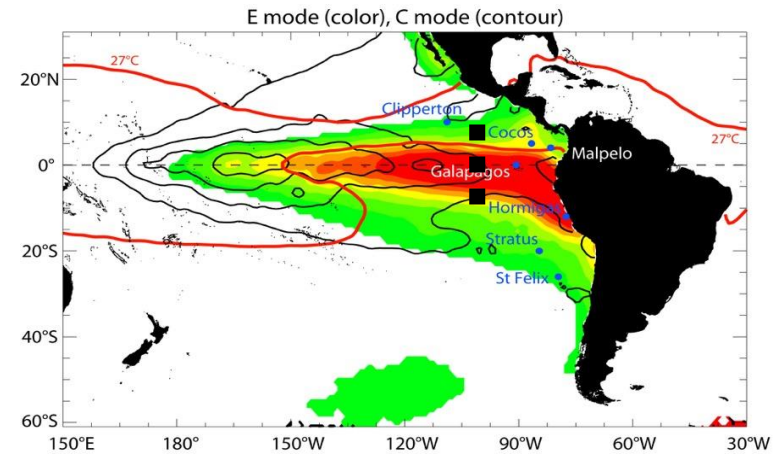 E mode (color), C mode (contour)
27°C
20°N
Clipperton
Cocos
27°C
Malpelo
0°
Galapagos
Hormigas
20°S
Stratus
St Felix
40°S
60°S
150°E 180° 150°W 120°W 90°W 60°W 30°W